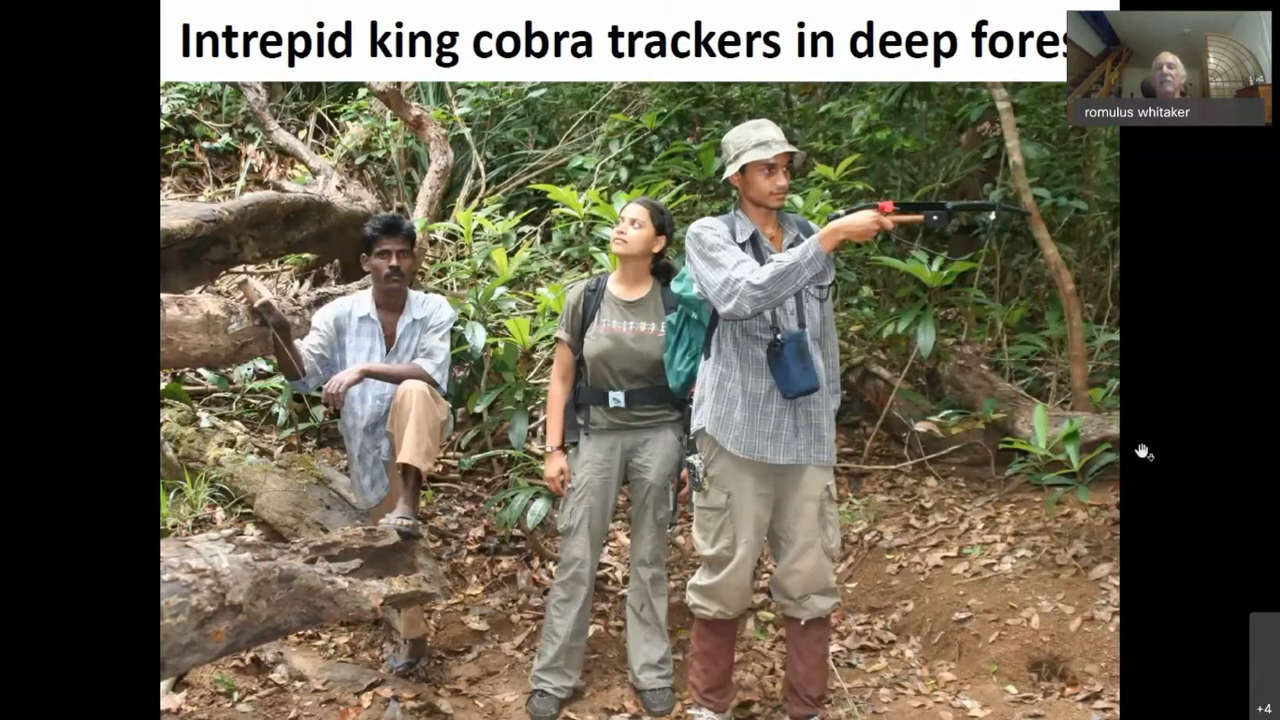 Intrepid king cobra trackers in deep fores
romulus whitaker
+4